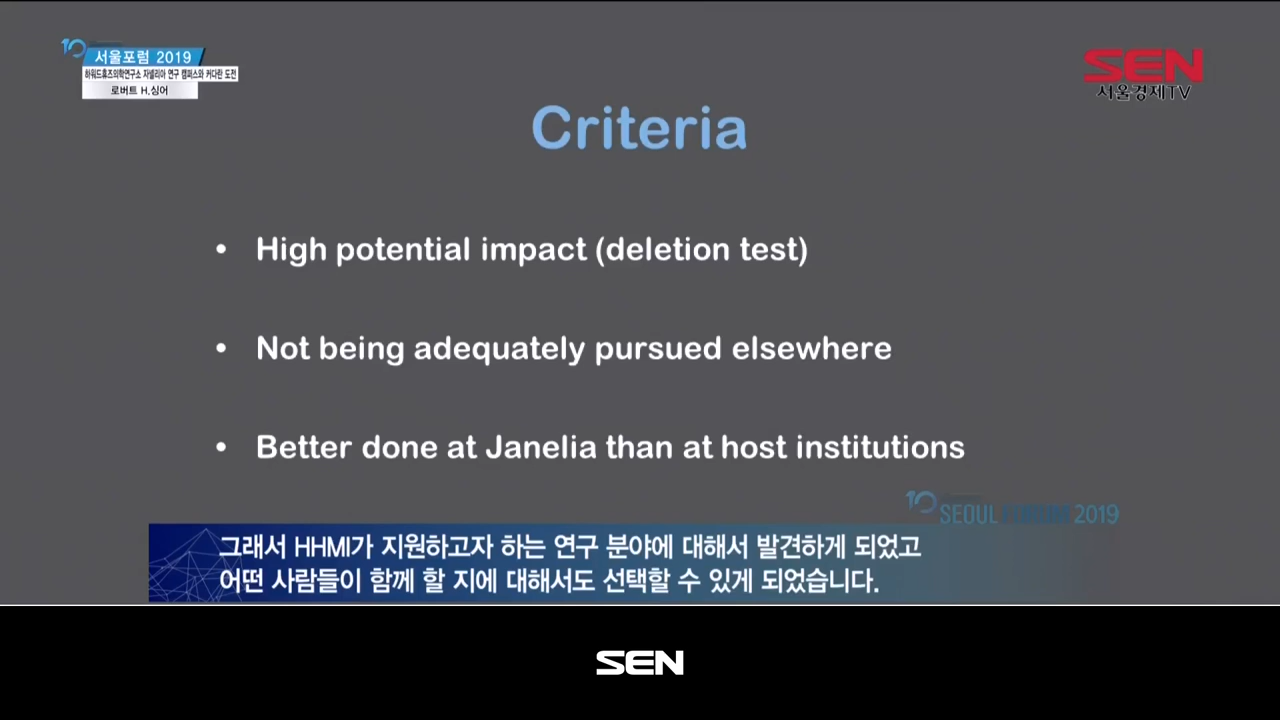 10
서울포럼 2019
하워드휴즈의학연구소 자넬리아 연구 캠퍼스와 커다란 도전
로버트 H.싱어
SEN
서울경제TV
Criteria
• High potential impact (deletion test)
• Not being adequately pursued elsewhere
• Better done at Janelia than at host institutions
10
SEOUL FORUM 2019
그래서 HHMI가 지원하고자 하는 연구 분야에 대해서 발견하게 되었고
어떤 사람들이 함께 할 지에 대해서도 선택할 수 있게 되었습니다.
SEN